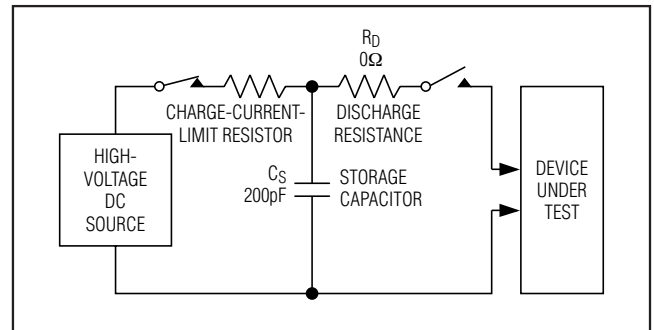 R_D
0Ω
CHARGE-CURRENT-
LIMIT RESISTOR
DISCHARGE
RESISTANCE
HIGH-
VOLTAGE
DC
SOURCE
C_S
200pF
STORAGE
CAPACITOR
DEVICE
UNDER
TEST